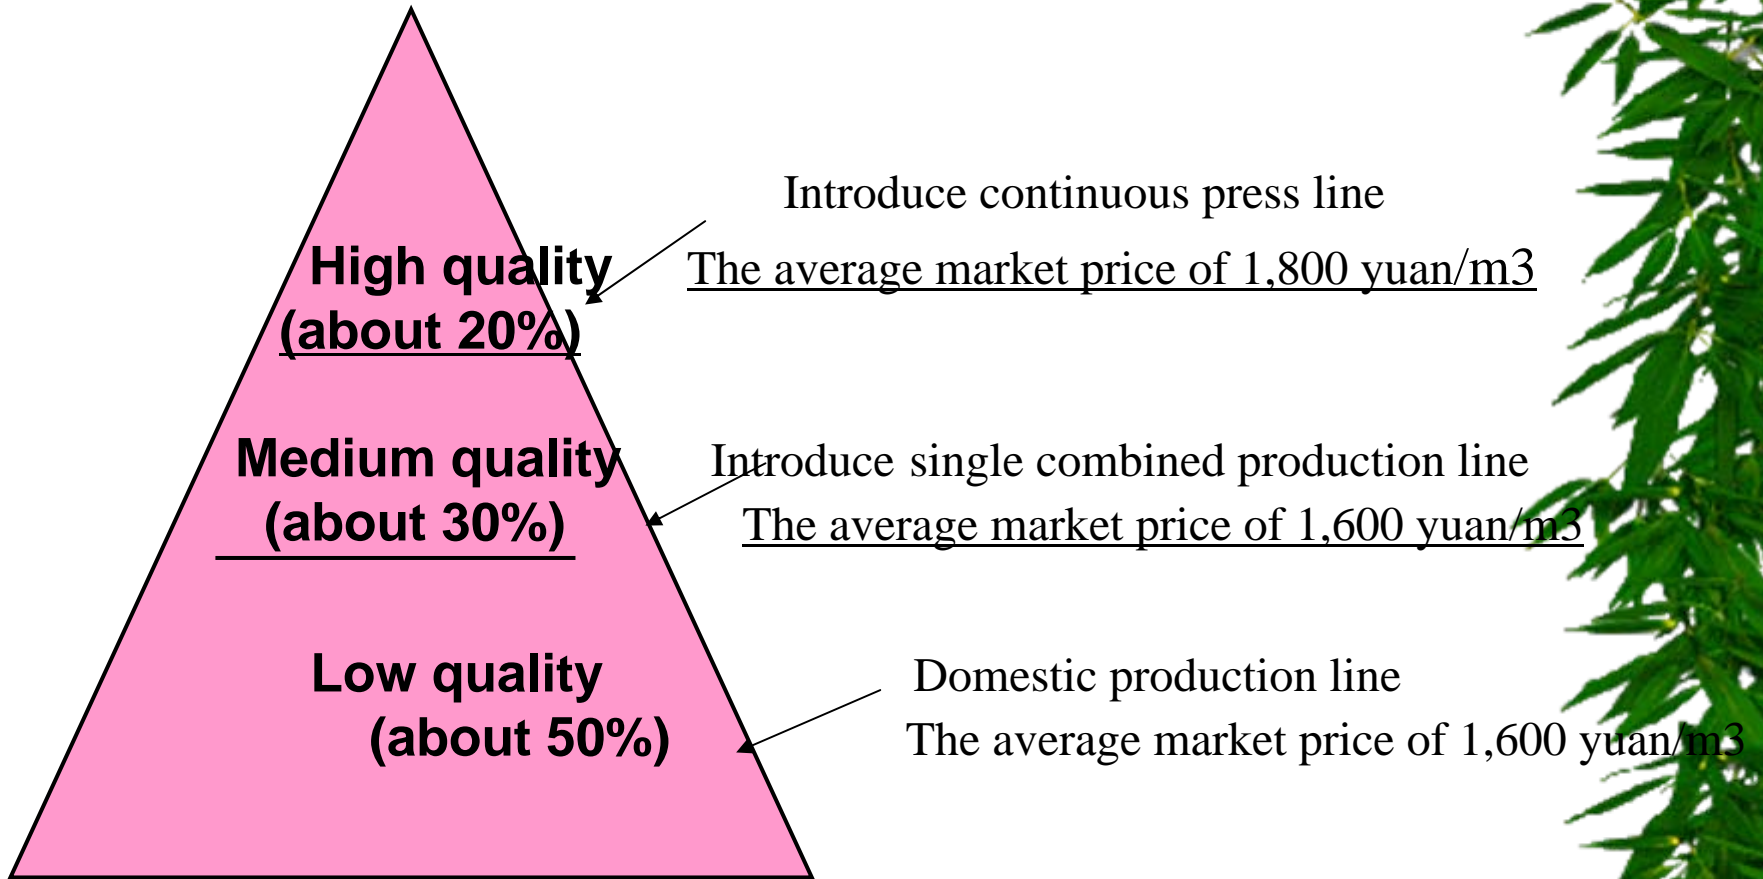 Introduce continuous press line
High quality
The average market price of 1,800 yuan/m3
(about 20%)
Medium quality
Introduce single combined production line
(about 30%)
The average market price of 1,600 yuan/m3
Low quality
Domestic production line
(about 50%)
The average market price of 1,600 yuan/m3